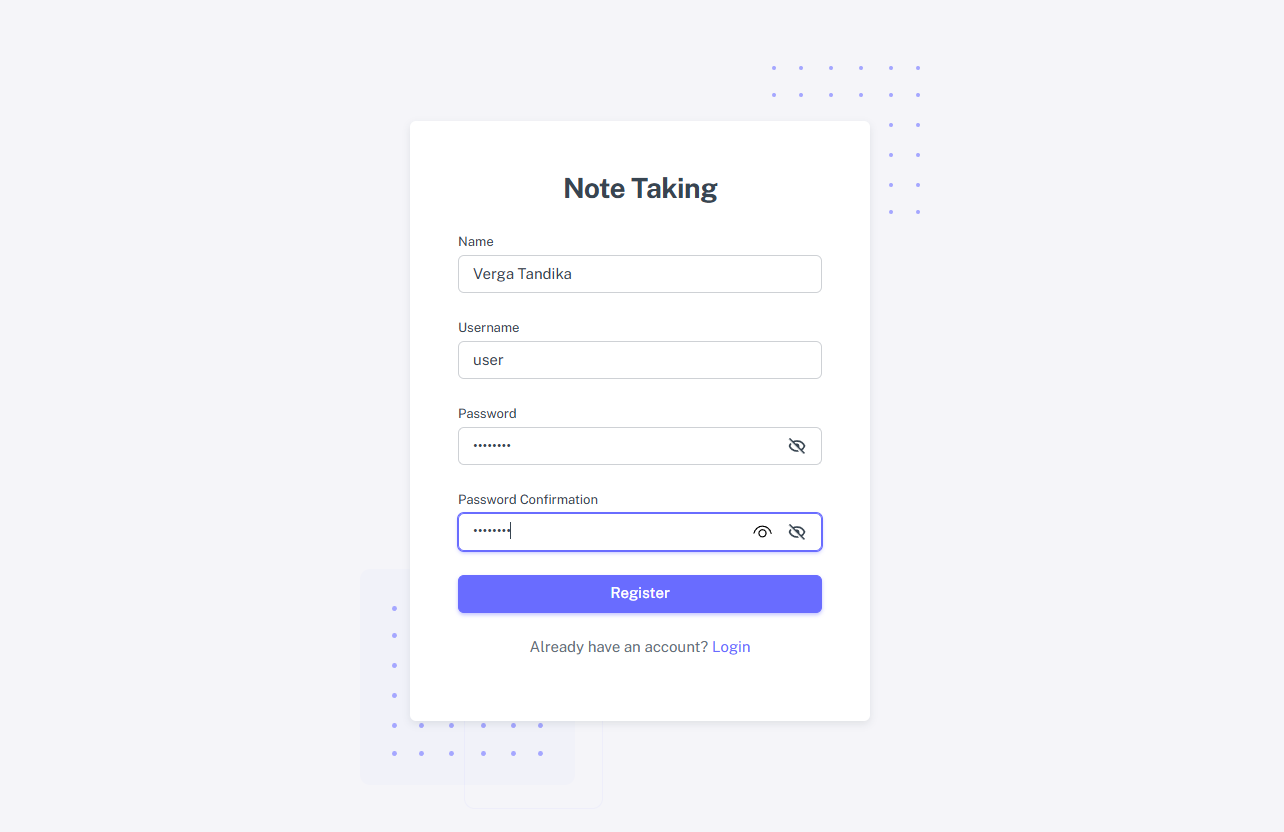 Note Taking
Name
Verga Tandika
Username
user
Password
••••••••
Password Confirmation
••••••••
Register
Already have an account? Login